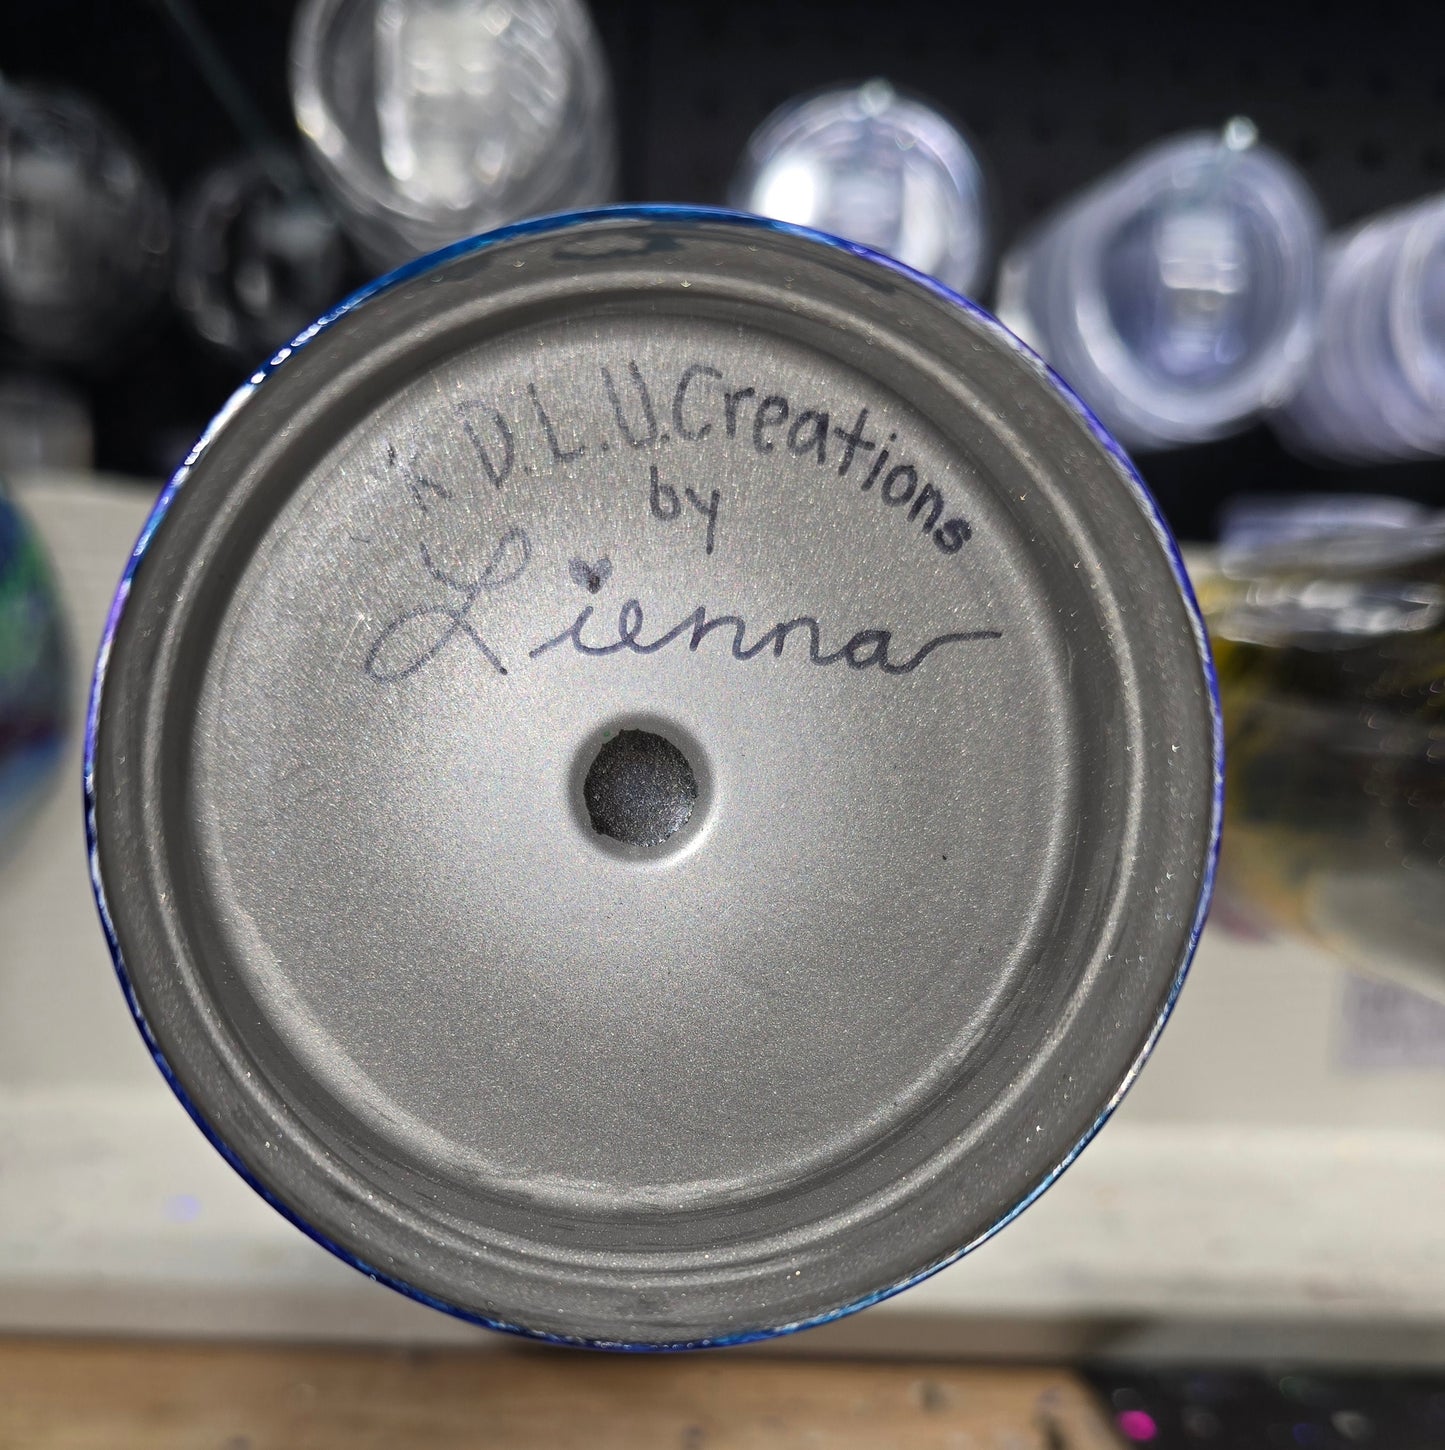 K D.L.U. Creations
by
Lienna